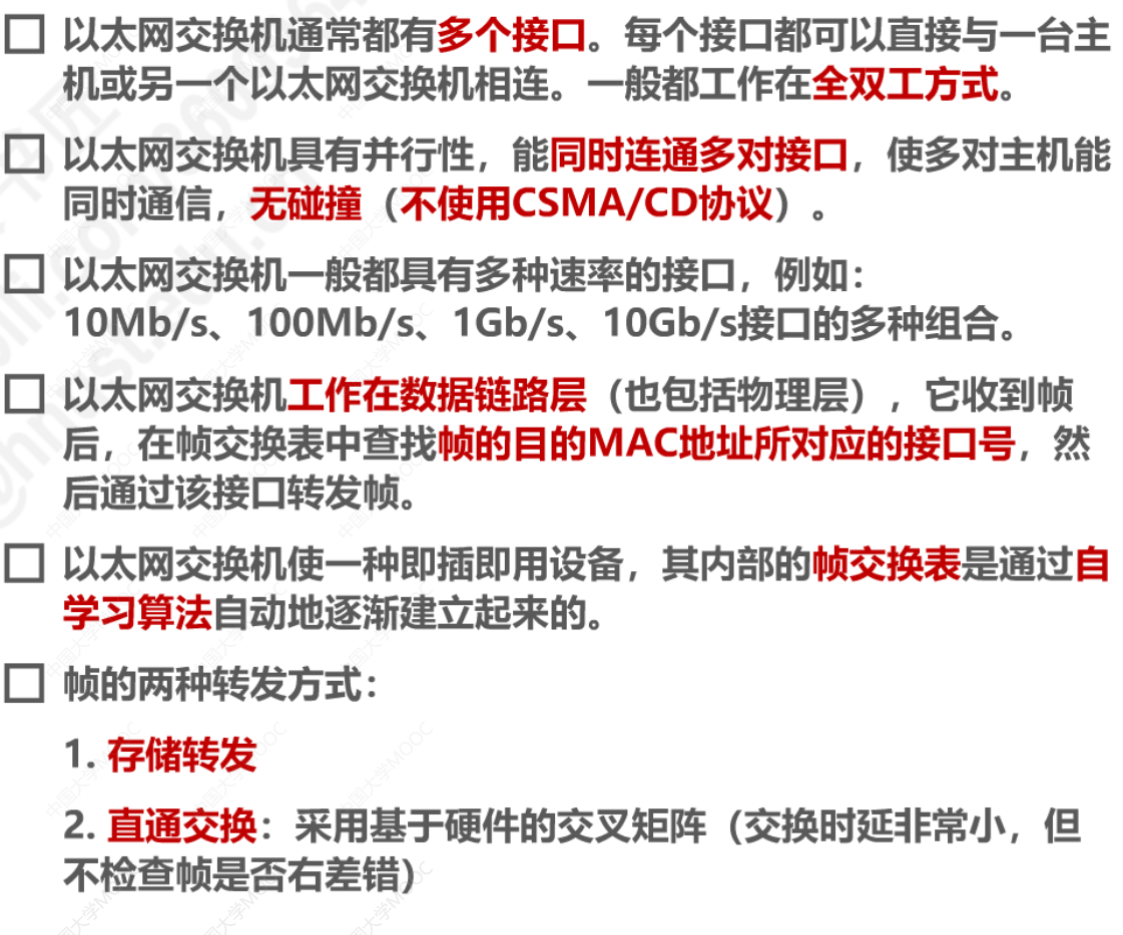 以太网交换机通常都有多个接口。每个接口都可以直接与一台主
机或另一个以太网交换机相连。一般都工作在全双工方式。
以太网交换机具有并行性，能同时连通多对接口，使多对主机能
同时通信，无碰撞（不使用CSMA/CD协议）。
以太网交换机一般都具有多种速率的接口，例如：
10Mb/s、100Mb/s、1Gb/s、10Gb/s接口的多种组合。
以太网交换机工作在数据链路层（也包括物理层），它收到帧
后，在帧交换表中查找帧的目的MAC地址所对应的接口号，然
后通过该接口转发帧。
以太网交换机使一种即插即用设备，其内部的帧交换表是通过自
学习算法自动地逐渐建立起来的。
帧的两种转发方式：
1. 存储转发
2. 直通交换：采用基于硬件的交叉矩阵（交换时延非常小，但
不检查帧是否右差错）